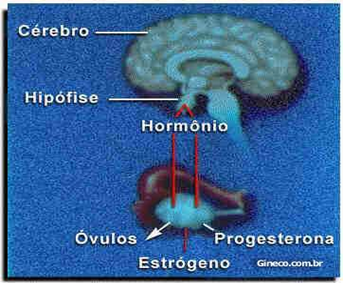 Cérebro
Hipófise
Hormônio
Óvulos
Progesterona
Estrógeno
Gineco.com.br